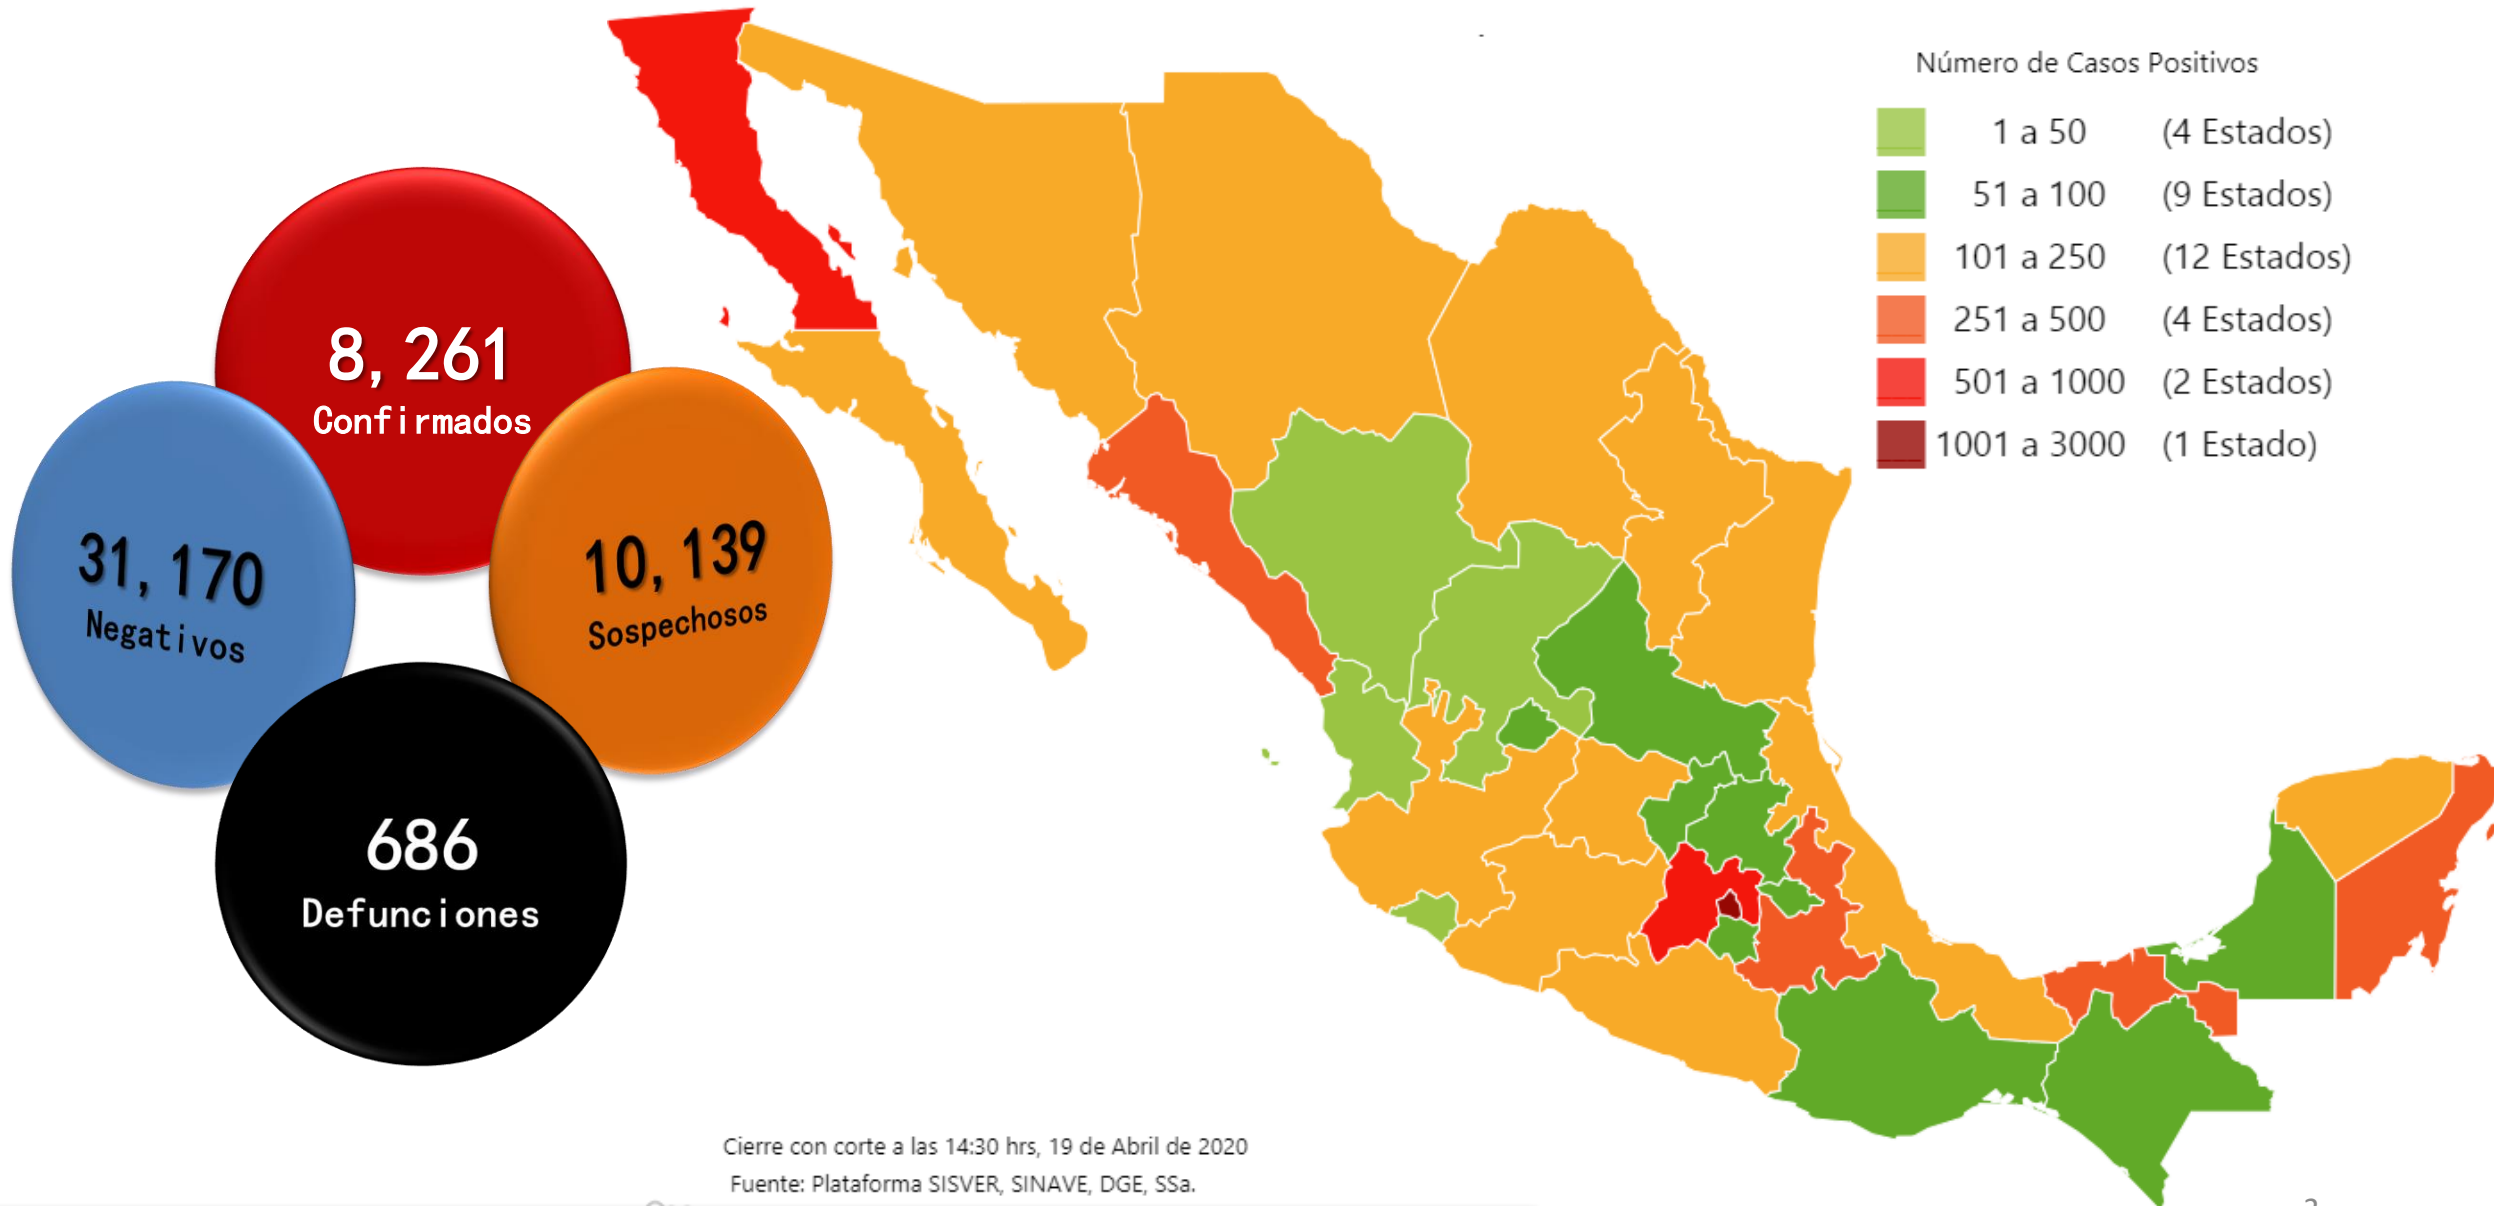 Número de Casos Positivos
1 a 50 (4 Estados)
51 a 100 (9 Estados)
101 a 250 (12 Estados)
251 a 500 (4 Estados)
501 a 1000 (2 Estados)
1001 a 3000 (1 Estado)
8,261
Confirmados
31,170
Negativos
10,139
Sospechosos
686
Defunciones
Cierre con corte a las 14:30 hrs, 19 de Abril de 2020
Fuente: Plataforma SISVER, SINAVE, DGE, SSa.